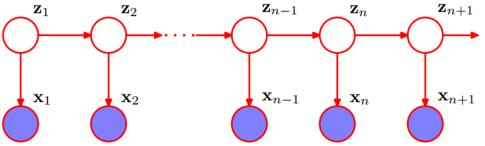 z₁ z₂ zₙ₋₁ zₙ zₙ₊₁
x₁ x₂ xₙ₋₁ xₙ xₙ₊₁